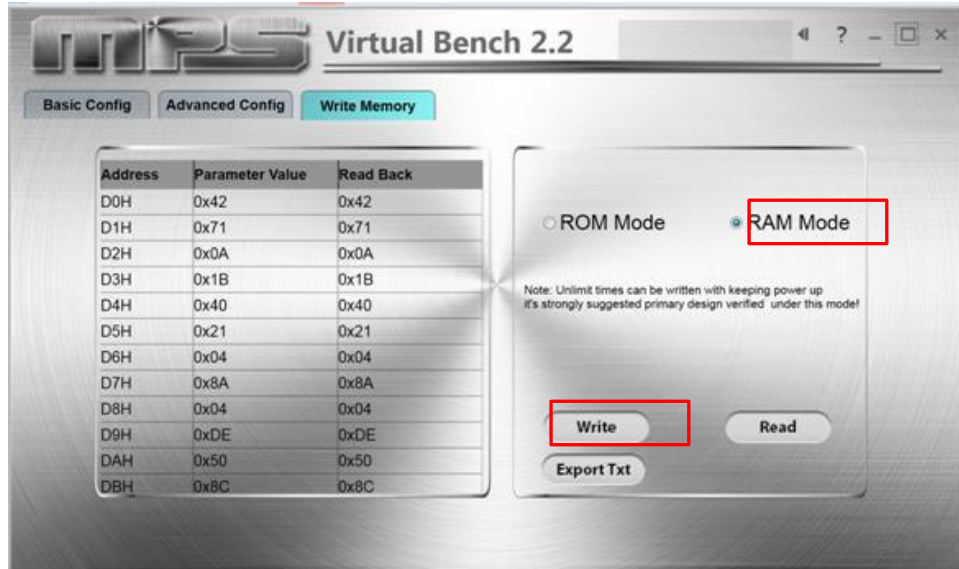 MPS Virtual Bench 2.2 ?
Basic Config Advanced Config Write Memory
Address Parameter Value Read Back
D0H 0x42 0x42
D1H 0x71 0x71
D2H 0x0A 0x0A
D3H 0x1B 0x1B
D4H 0x40 0x40
D5H 0x21 0x21
D6H 0x04 0x04
D7H 0x8A 0x8A
D8H 0x04 0x04
D9H 0xDE 0xDE
DAH 0x50 0x50
DBH 0x8C 0x8C
ROM Mode RAM Mode
Note: Unlimit times can be written with keeping power up
it's strongly suggested primary design verified under this mode!
Write Read
Export Txt